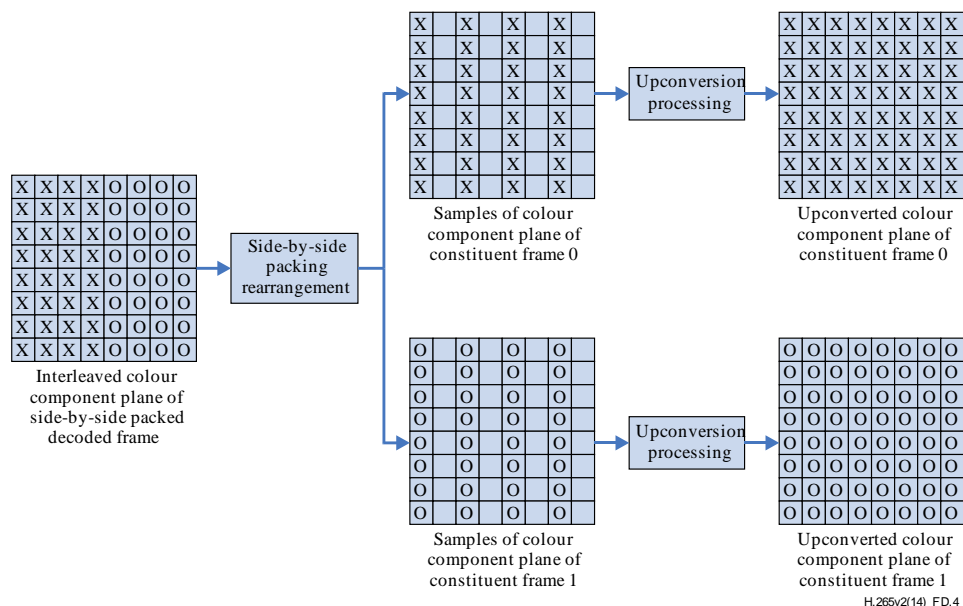 X X X X O O O O
X X X X O O O O
X X X X O O O O
X X X X O O O O
X X X X O O O O
X X X X O O O O
X X X X O O O O
X X X X O O O O
Interleaved colour
component plane of
side-by-side packed
decoded frame
Side-by-side
packing
rearrangement
X X X X
X X X X
X X X X
X X X X
X X X X
X X X X
X X X X
X X X X
Samples of colour
component plane of
constituent frame 0
Upconversion
processing
X X X X X X X X
X X X X X X X X
X X X X X X X X
X X X X X X X X
X X X X X X X X
X X X X X X X X
X X X X X X X X
X X X X X X X X
Upconverted colour
component plane of
constituent frame 0
O O O O
O O O O
O O O O
O O O O
O O O O
O O O O
O O O O
O O O O
Samples of colour
component plane of
constituent frame 1
Upconversion
processing
O O O O O O O O
O O O O O O O O
O O O O O O O O
O O O O O O O O
O O O O O O O O
O O O O O O O O
O O O O O O O O
O O O O O O O O
Upconverted colour
component plane of
constituent frame 1
H.265v2(14)_FD.4